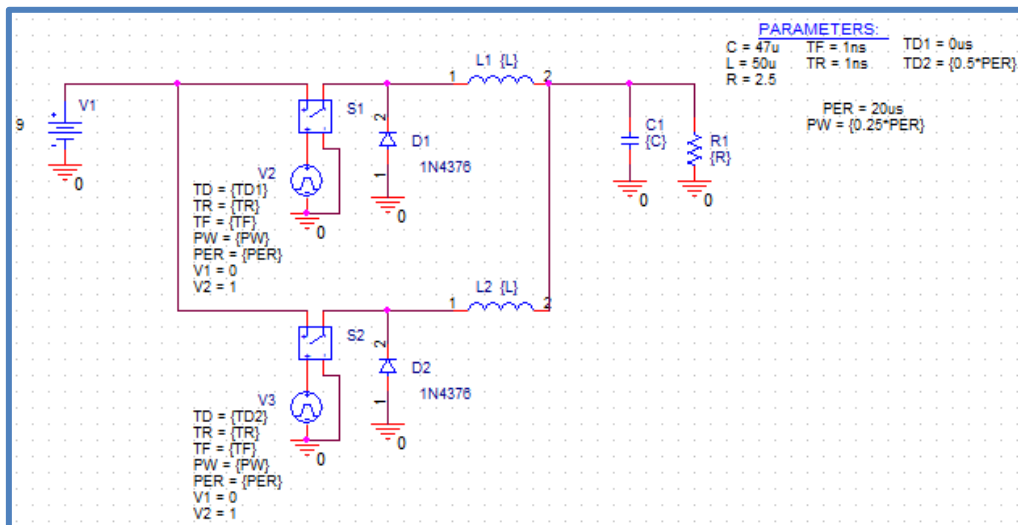 PARAMETERS:
C = 47u TF = 1ns TD1 = 0us
L = 50u TR = 1ns TD2 = {0.5*PER}
R = 2.5
PER = 20us
PW = {0.25*PER}
L1 {L}
1 2
9
+
V1
-
0
S1
+ -
2
D1
1
1N4376
0
C1
{C}
0
R1
{R}
0
V2
TD = {TD1}
TR = {TR}
TF = {TF}
PW = {PW}
PER = {PER}
V1 = 0
V2 = 1
0
L2 {L}
1 2
S2
+ -
2
D2
1
1N4376
0
V3
TD = {TD2}
TR = {TR}
TF = {TF}
PW = {PW}
PER = {PER}
V1 = 0
V2 = 1
0